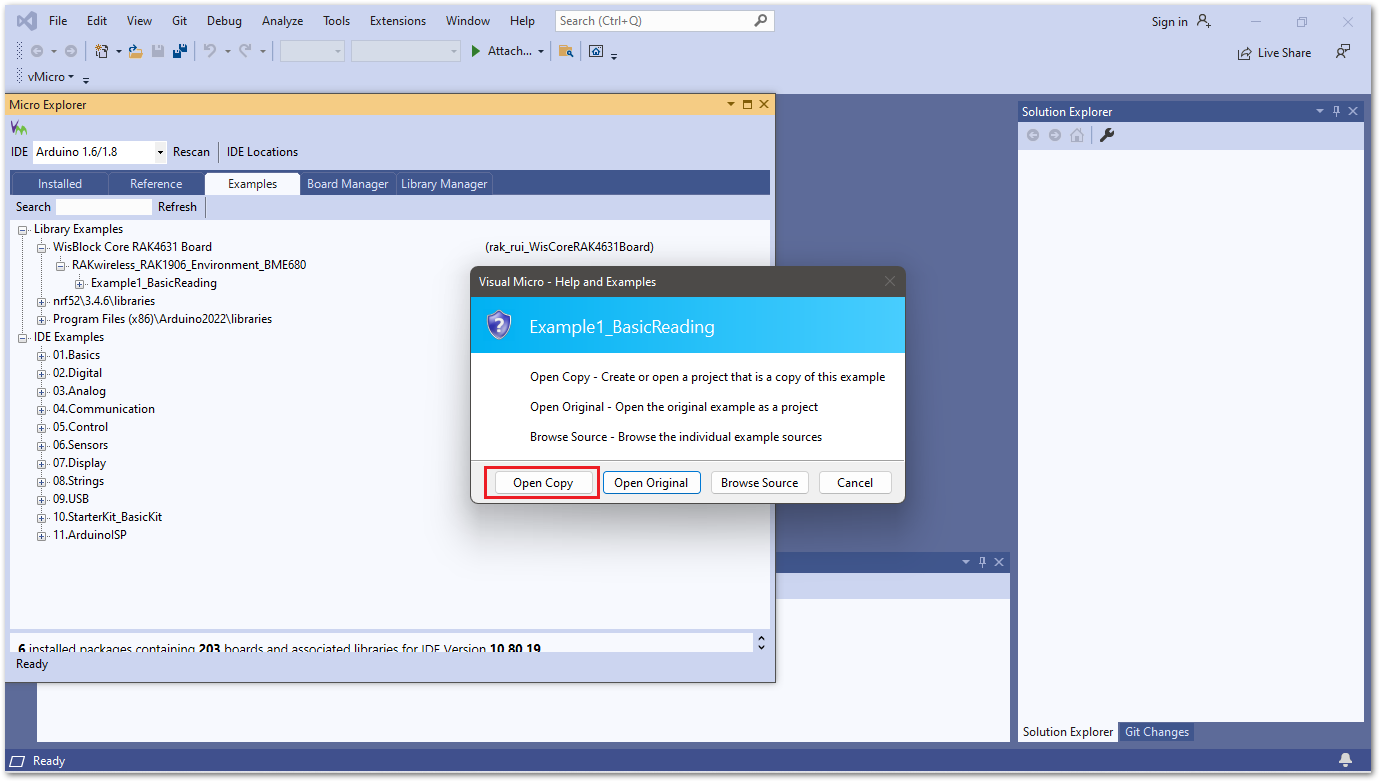 File Edit View Git Debug Analyze Tools Extensions Window Help Search (Ctrl+Q) Sign in
Attach... Live Share
vMicro
Micro Explorer
IDE Arduino 1.6/1.8 Rescan IDE Locations
Installed Reference Examples Board Manager Library Manager
Search Refresh
Library Examples
WisBlock Core RAK4631 Board (rak_rui_WisCoreRAK4631Board)
RAKwireless_RAK1906_Environment_BME680
Example1_BasicReading
nrf52\3.4.6\libraries
Program Files (x86)\Arduino2022\libraries
IDE Examples
01.Basics
02.Digital
03.Analog
04.Communication
05.Control
06.Sensors
07.Display
08.Strings
09.USB
10.StarterKit_BasicKit
11.ArduinoISP
6 installed packages containing 203 boards and associated libraries for IDE Version 10.80.19
Ready
Visual Micro - Help and Examples
Example1_BasicReading
Open Copy - Create or open a project that is a copy of this example
Open Original - Open the original example as a project
Browse Source - Browse the individual example sources
Open Copy Open Original Browse Source Cancel
Solution Explorer
Solution Explorer Git Changes
Ready